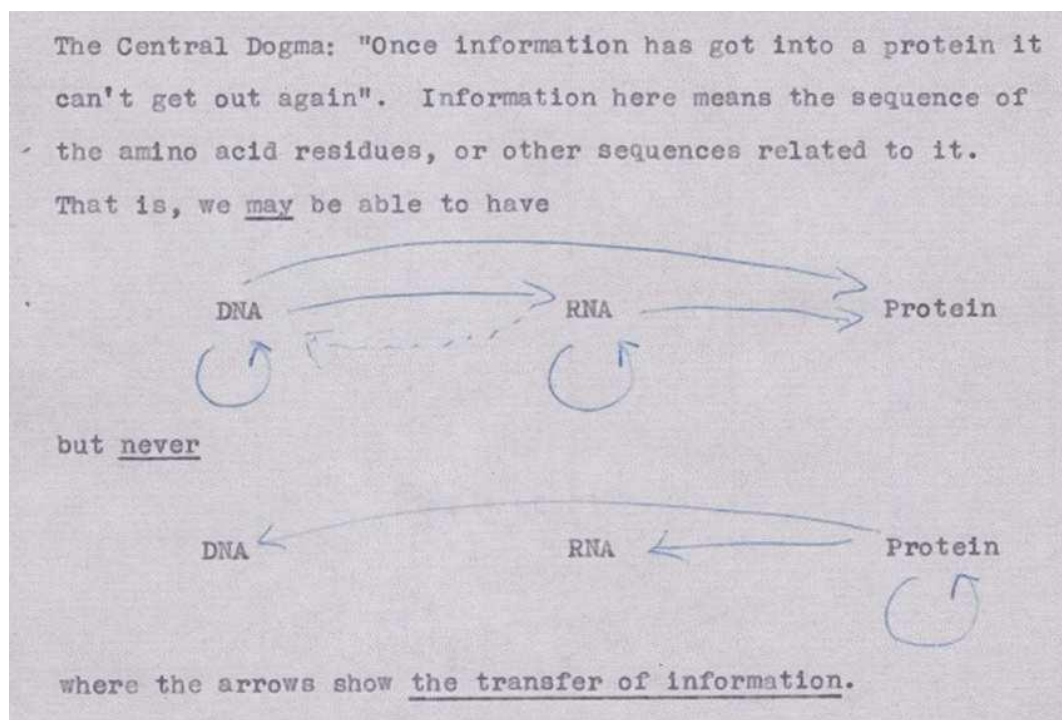 The Central Dogma: "Once information has got into a protein it
can't get out again". Information here means the sequence of
the amino acid residues, or other sequences related to it.
That is, we may be able to have
DNA RNA Protein
but never
DNA RNA Protein
where the arrows show the transfer of information.